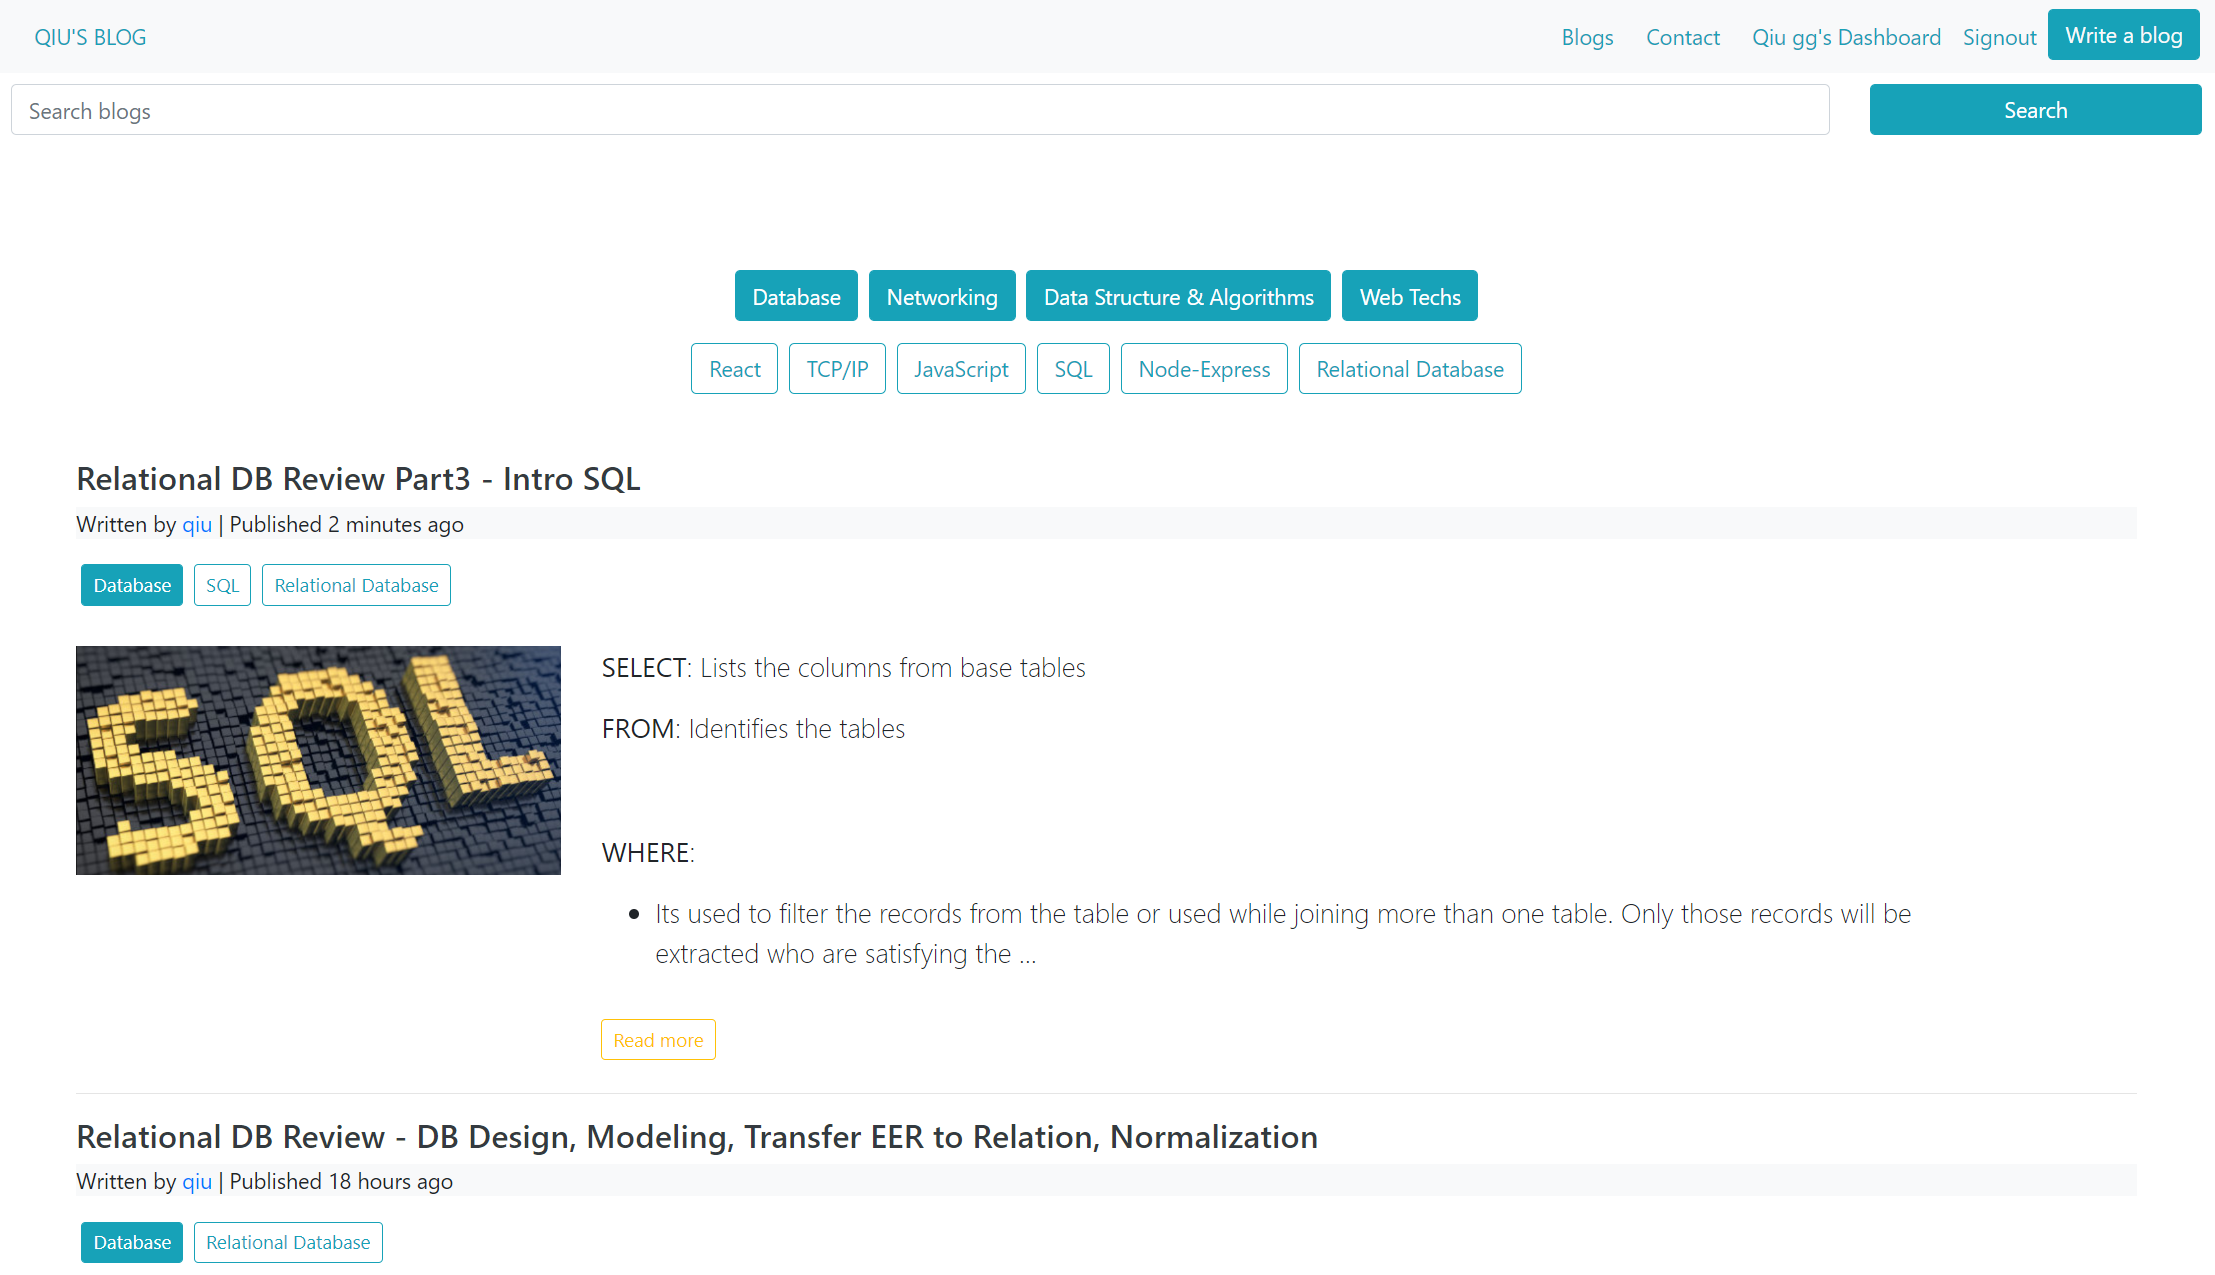 QIU'S BLOG
Blogs
Contact
Qiu gg's Dashboard
Signout
Write a blog
Search blogs
Search
Database
Networking
Data Structure & Algorithms
Web Techs
React
TCP/IP
JavaScript
SQL
Node-Express
Relational Database
Relational DB Review Part3 - Intro SQL
Written by qiu | Published 2 minutes ago
Database
SQL
Relational Database
SQL
SELECT: Lists the columns from base tables
FROM: Identifies the tables
WHERE:
Its used to filter the records from the table or used while joining more than one table. Only those records will be
extracted who are satisfying the ...
Read more
Relational DB Review - DB Design, Modeling, Transfer EER to Relation, Normalization
Written by qiu | Published 18 hours ago
Database
Relational Database